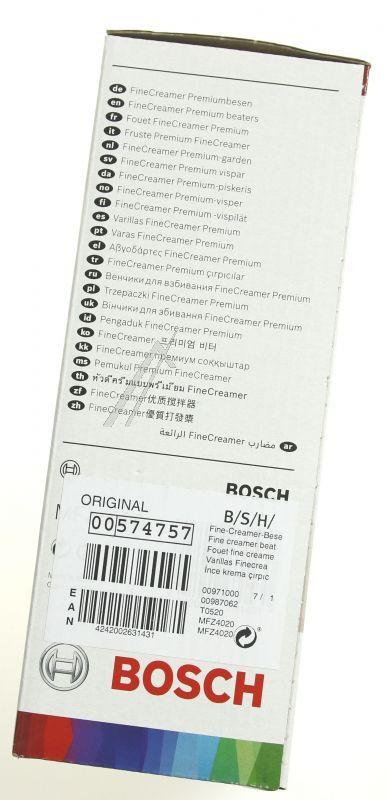 de FineCreamer Premiumbesen
en FineCreamer Premium beaters
fr Fouet FineCreamer Premium
it Fruste Premium FineCreamer
nl FineCreamer Premium-garden
sv FineCreamer Premium vispar
da FineCreamer Premium-piskeris
no FineCreamer Premium-visper
fi FineCreamer Premium -vispilät
es Varillas FineCreamer Premium
pt Varas FineCreamer Premium
el Αβγοδάρτες FineCreamer Premium
tr FineCreamer Premium çırpıcılar
ru Венчики для взбивания FineCreamer Premium
pl Trzepaczki FineCreamer Premium
uk Вінчики для збивання FineCreamer Premium
id Pengaduk FineCreamer Premium
ko FineCreamer 프리미엄 비터
kk FineCreamer Премиум соққыштар
ms Pemukul Premium FineCreamer
th หัวตีครีมแบบพรีเมี่ยม FineCreamer
zf FineCreamer优质搅拌器
zh FineCreamer優質打發槳
ar مضارب FineCreamer الرائعة
BOSCH
ORIGINAL
00574757
B/S/H/
Fine-Creamer-Bese
Fine creamer beat
Fouet fine creame
Varillas Finecrea
İnce krema çırpıc
00971000 7 / 1
00987062
T0520
MFZ4020
MFZ4020
EAN
4242002631431
BOSCH